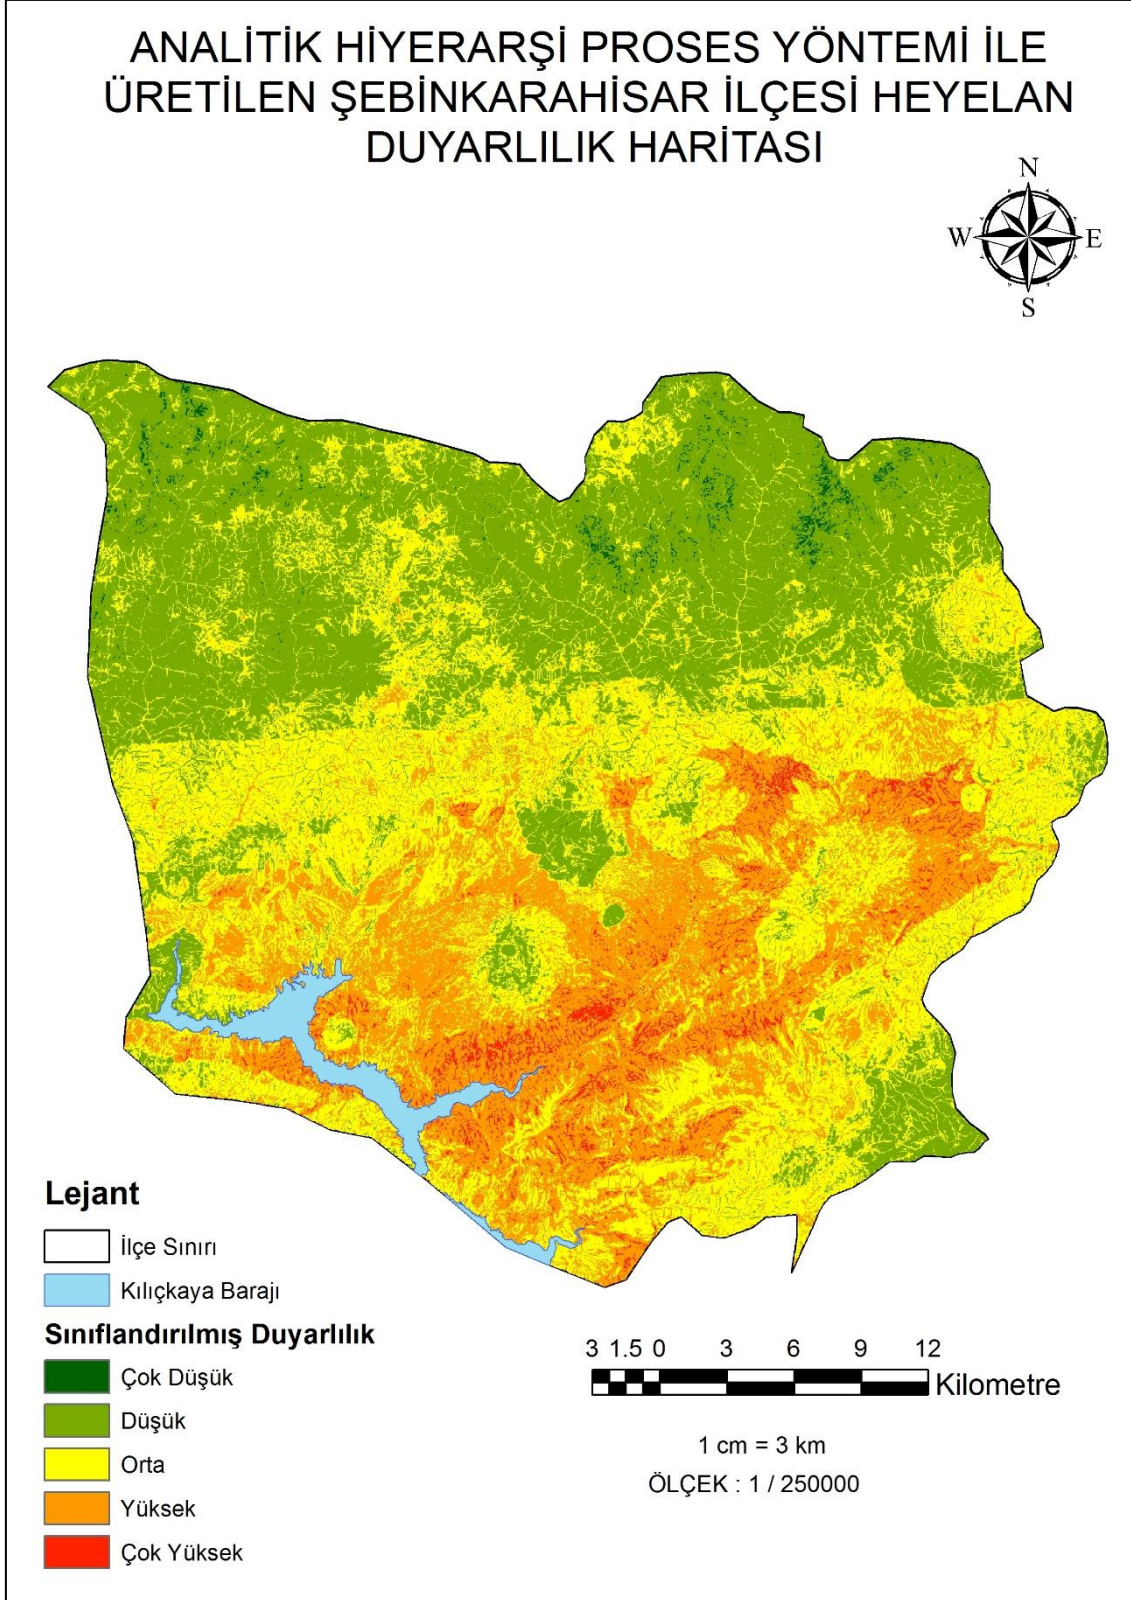 ANALİTİK HİYERARŞİ PROSES YÖNTEMİ İLE
ÜRETİLEN ŞEBİNKARAHİSAR İLÇESİ HEYELAN
DUYARLILIK HARİTASI
N
W E
S
Lejant
İlçe Sınırı
Kılıçkaya Barajı
Sınıflandırılmış Duyarlılık
Çok Düşük
Düşük
Orta
Yüksek
Çok Yüksek
3 1.5 0 3 6 9 12
Kilometre
1 cm = 3 km
ÖLÇEK : 1 / 250000